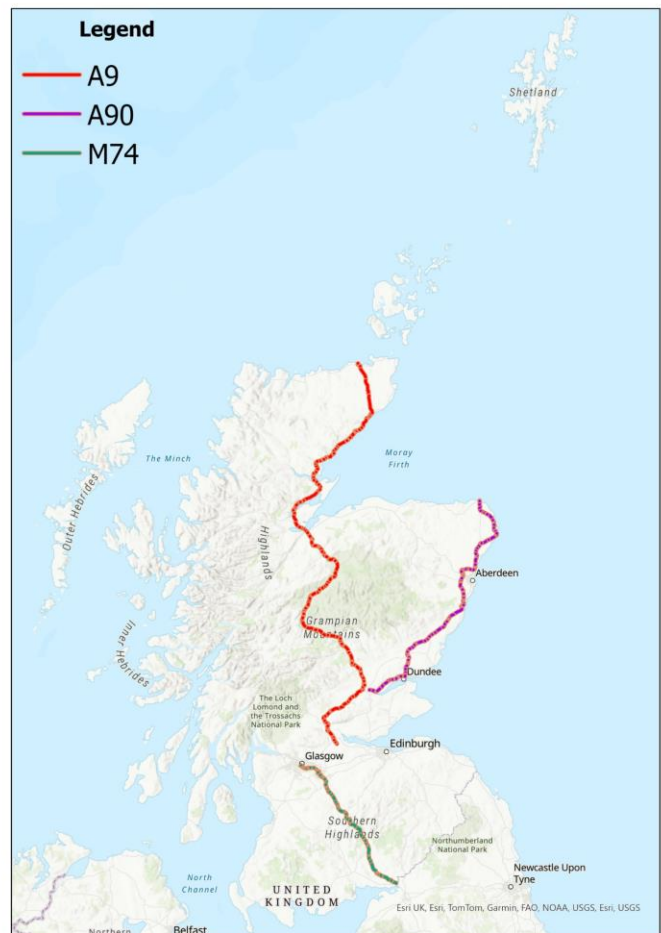 Legend
A9
A90
M74
Shetland
The Minch
Moray
Firth
Outer Hebrides
Highlands
Aberdeen
Grampian
Mountains
Inner Hebrides
Dundee
The Loch
Lomond and
the Trossachs
National Park
Edinburgh
Glasgow
Southern
Highlands
Northumberland
National Park
North
Channel
Newcastle Upon
Tyne
UNITED
KINGDOM
Esri UK, Esri, TomTom, Garmin, FAO, NOAA, USGS, Esri, USGS
Northern
Belfast